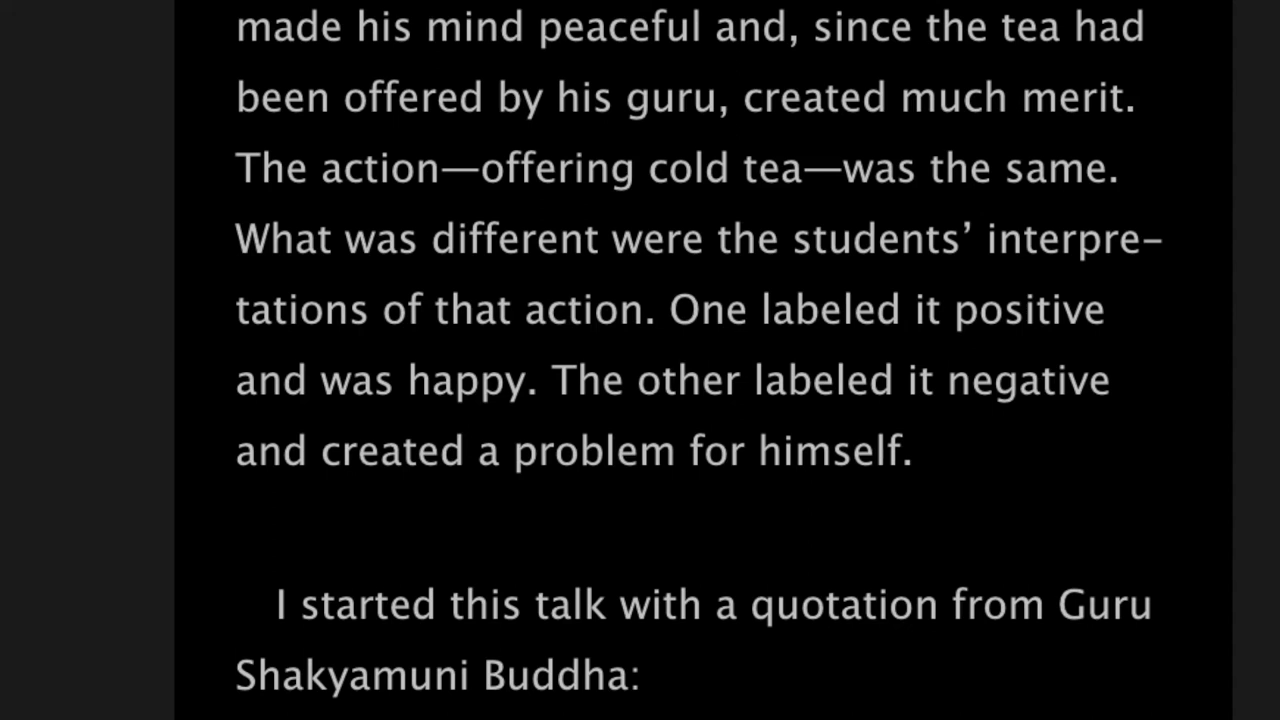 made his mind peaceful and, since the tea had
been offered by his guru, created much merit.
The action—offering cold tea—was the same.
What was different were the students’ interpre-
tations of that action. One labeled it positive
and was happy. The other labeled it negative
and created a problem for himself.
I started this talk with a quotation from Guru
Shakyamuni Buddha: